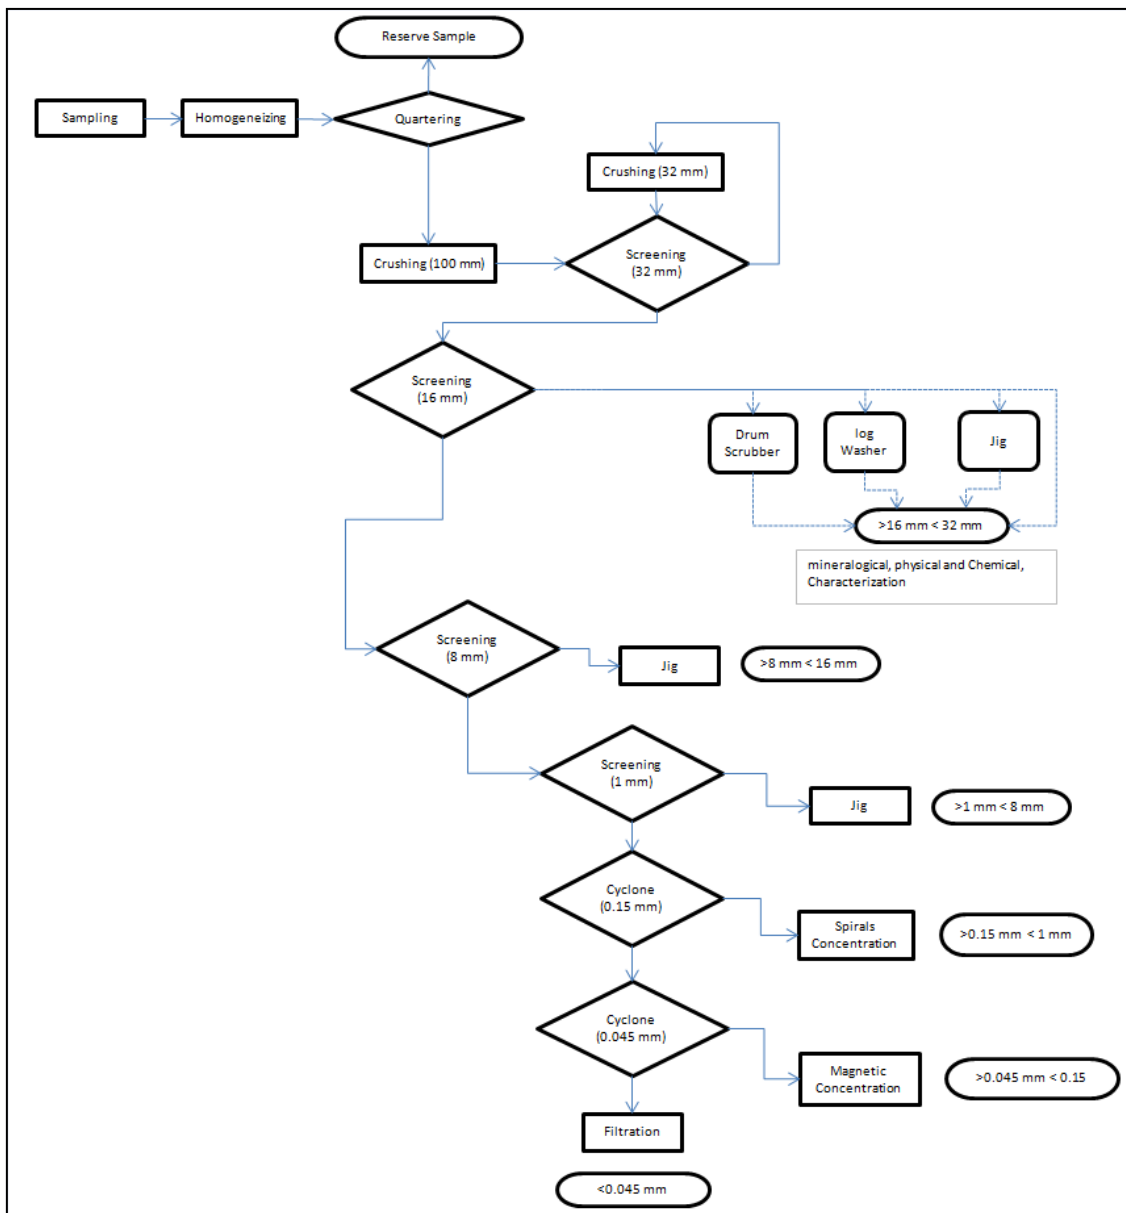 Reserve Sample
Sampling
Homogeneizing
Quartering
Crushing (32 mm)
Crushing (100 mm)
Screening
(32 mm)
Screening
(16 mm)
Drum
Scrubber
log
Washer
Jig
>16 mm < 32 mm
mineralogical, physical and Chemical,
Characterization
Screening
(8 mm)
Jig
>8 mm < 16 mm
Screening
(1 mm)
Jig
>1 mm < 8 mm
Cyclone
(0.15 mm)
Spirals
Concentration
>0.15 mm < 1 mm
Cyclone
(0.045 mm)
Magnetic
Concentration
>0.045 mm < 0.15
Filtration
<0.045 mm